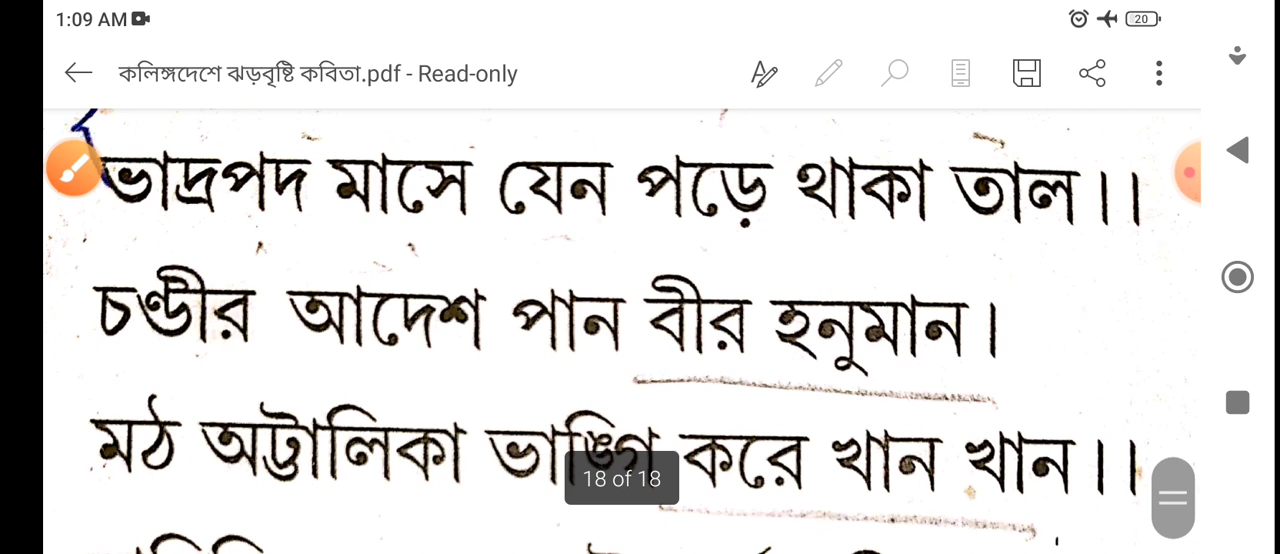 1:09 AM
20
কলিঙ্গদেশে ঝড়বৃষ্টি কবিতা.pdf - Read-only
ভাদ্রপদ মাসে যেন পড়ে থাকা তাল।।
চণ্ডীর আদেশ পান বীর হনুমান।
মঠ অট্টালিকা ভাঙ্গি করে খান খান।।
18 of 18